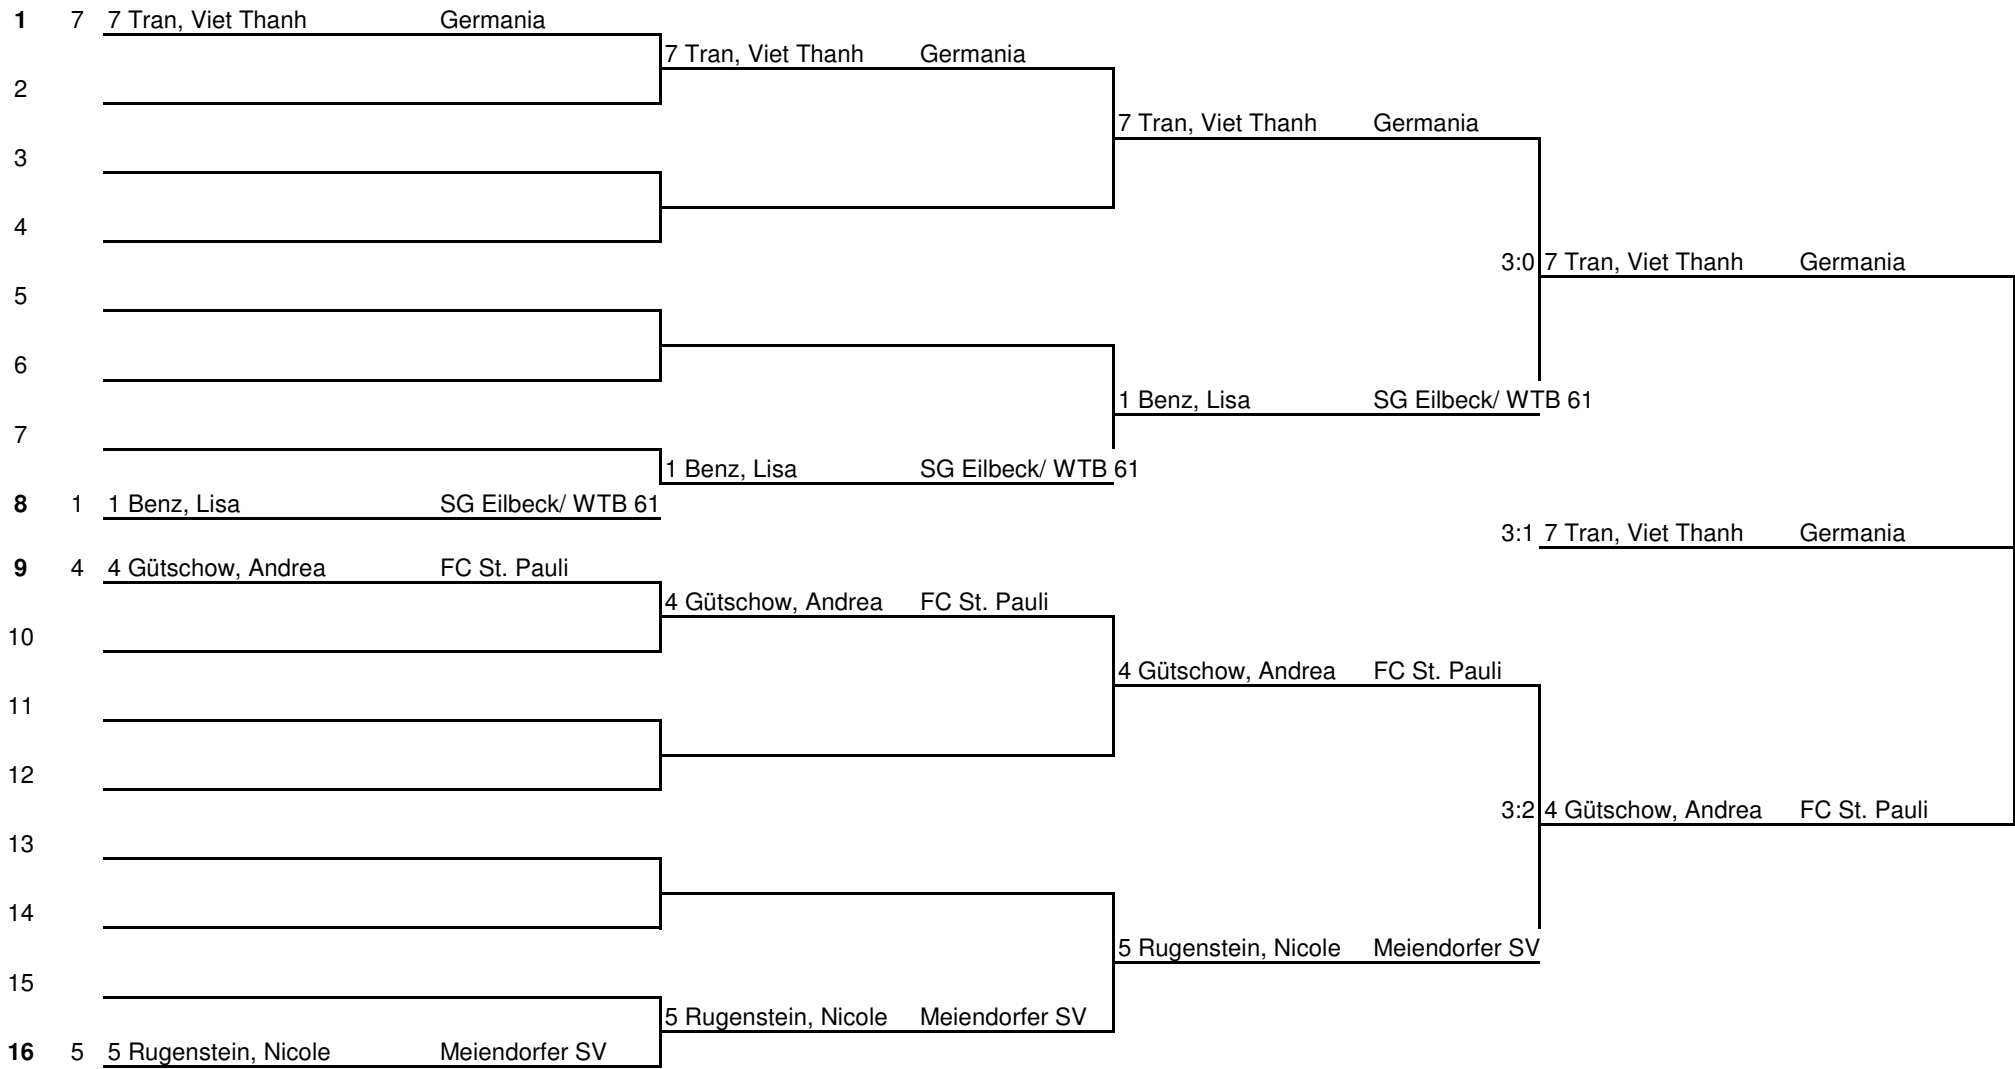 1 7 7 Tran, Viet Thanh Germania
7 Tran, Viet Thanh Germania
2
7 Tran, Viet Thanh Germania
3
4
3:0 7 Tran, Viet Thanh Germania
5
6
1 Benz, Lisa SG Eilbeck/ WTB 61
7
1 Benz, Lisa SG Eilbeck/ WTB 61
8 1 1 Benz, Lisa SG Eilbeck/ WTB 61
3:1 7 Tran, Viet Thanh Germania
9 4 4 Gütschow, Andrea FC St. Pauli
4 Gütschow, Andrea FC St. Pauli
10
4 Gütschow, Andrea FC St. Pauli
11
12
3:2 4 Gütschow, Andrea FC St. Pauli
13
14
5 Rugenstein, Nicole Meiendorfer SV
15
5 Rugenstein, Nicole Meiendorfer SV
16 5 5 Rugenstein, Nicole Meiendorfer SV